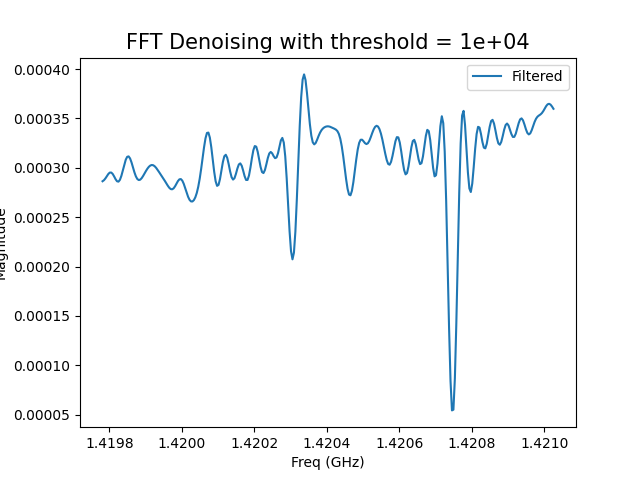 FFT Denoising with threshold = 1e+04
Filtered
0.00040
0.00035
0.00030
0.00025
0.00020
0.00015
0.00010
0.00005
Magnitude
1.4198 1.4200 1.4202 1.4204 1.4206 1.4208 1.4210
Freq (GHz)